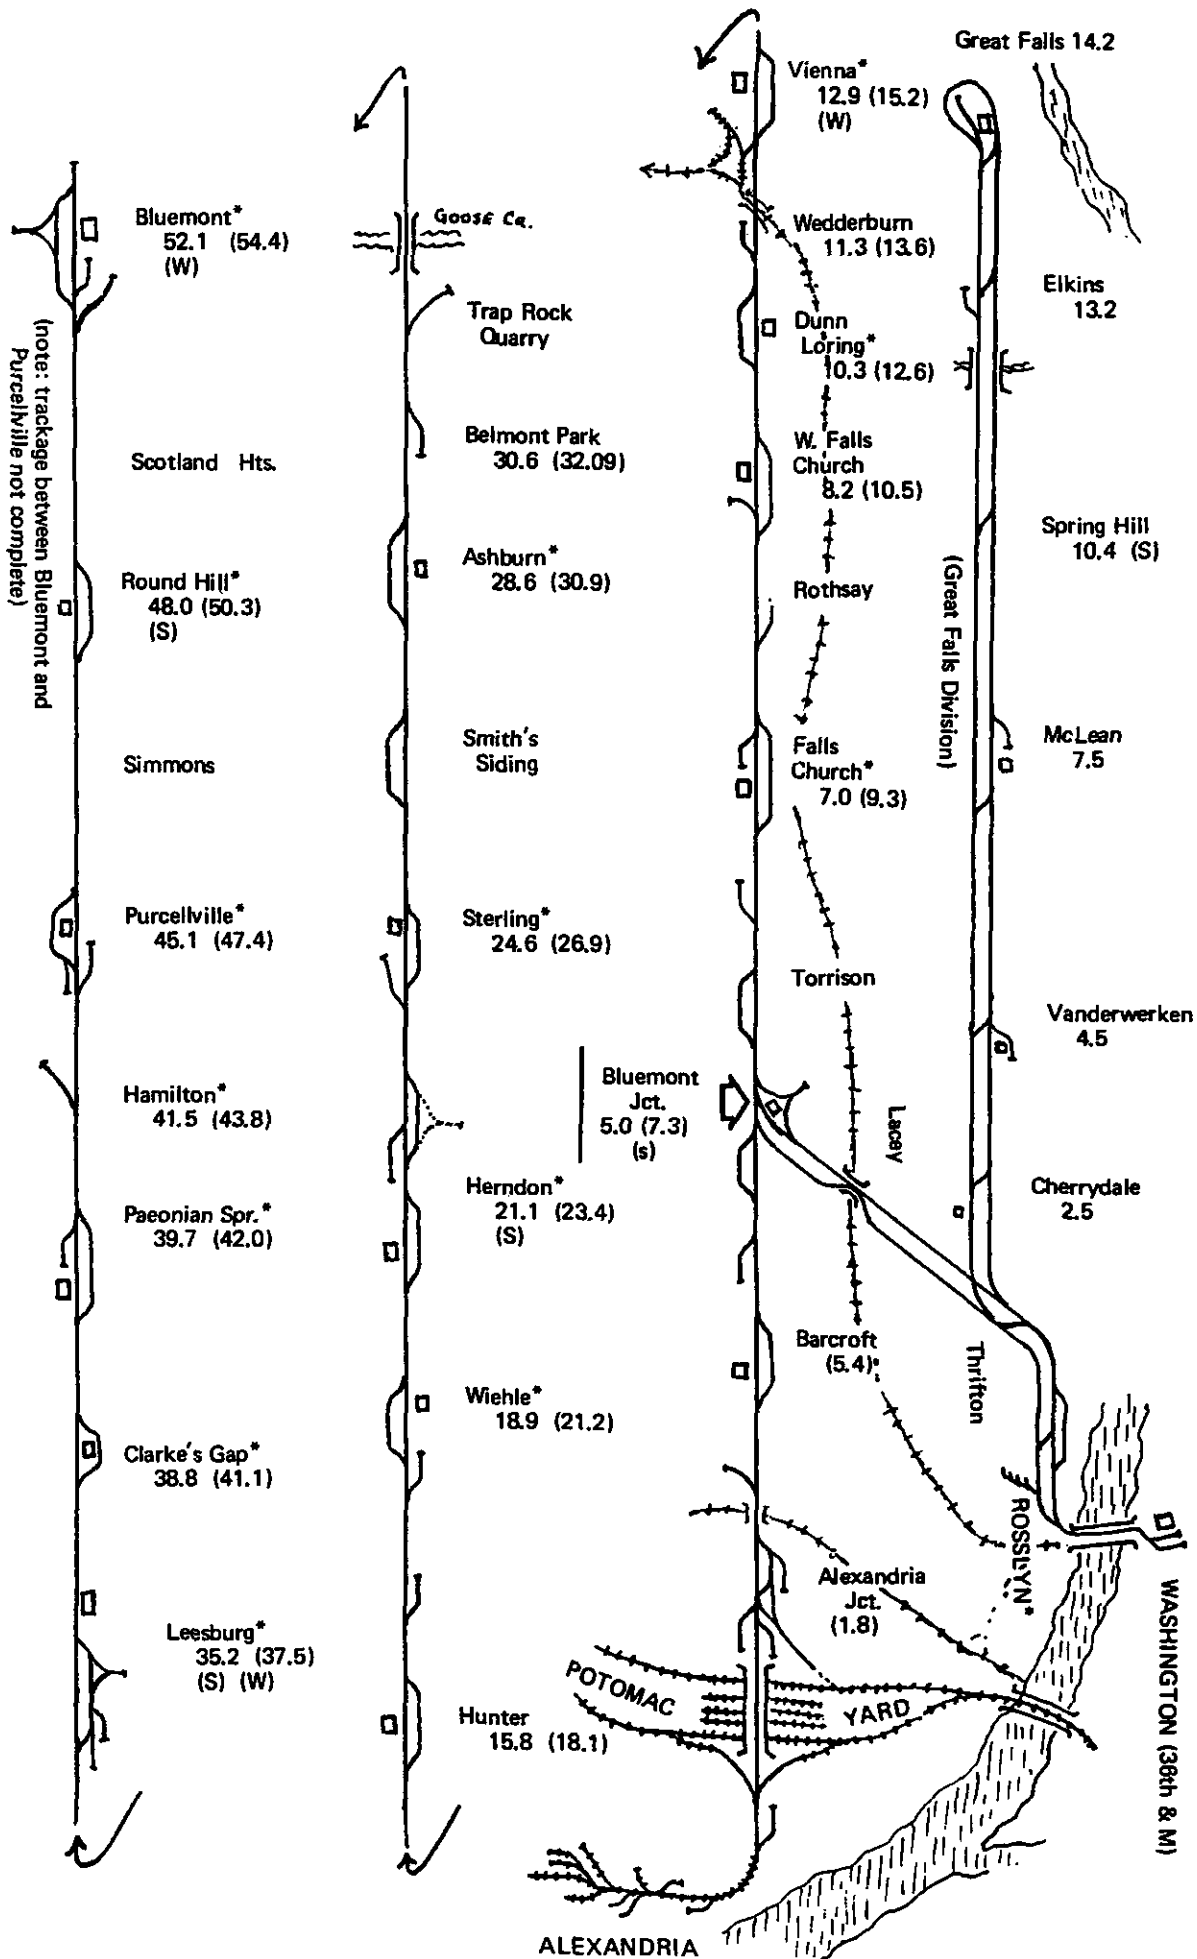 Bluemont*
52.1 (54.4)
(W)
(note: trackage between Bluemont and
Purcellville not complete)
Scotland Hts.
Round Hill*
48.0 (50.3)
(S)
Simmons
Purcellville*
45.1 (47.4)
Hamilton*
41.5 (43.8)
Paeonian Spr.*
39.7 (42.0)
Clarke's Gap*
38.8 (41.1)
Leesburg*
35.2 (37.5)
(S) (W)
GOOSE CR.
Trap Rock
Quarry
Belmont Park
30.6 (32.09)
Ashburn*
28.6 (30.9)
Smith's
Siding
Sterling*
24.6 (26.9)
Herndon*
21.1 (23.4)
(S)
Wiehle*
18.9 (21.2)
Hunter
15.8 (18.1)
Vienna*
12.9 (15.2)
(W)
Wedderburn
11.3 (13.6)
Dunn
Loring*
10.3 (12.6)
W. Falls
Church
8.2 (10.5)
Rothsay
Falls
Church*
7.0 (9.3)
Torrison
Bluemont
Jct.
5.0 (7.3)
(s)
Lacey
Barcroft
(5.4)
Alexandria
Jct.
(1.8)
POTOMAC
YARD
ALEXANDRIA
Great Falls 14.2
Elkins
13.2
Spring Hill
10.4 (S)
(Great Falls Division)
McLean
7.5
Vanderwerken
4.5
Cherrydale
2.5
Thrifton
ROSSLYN*
WASHINGTON (36th & M)